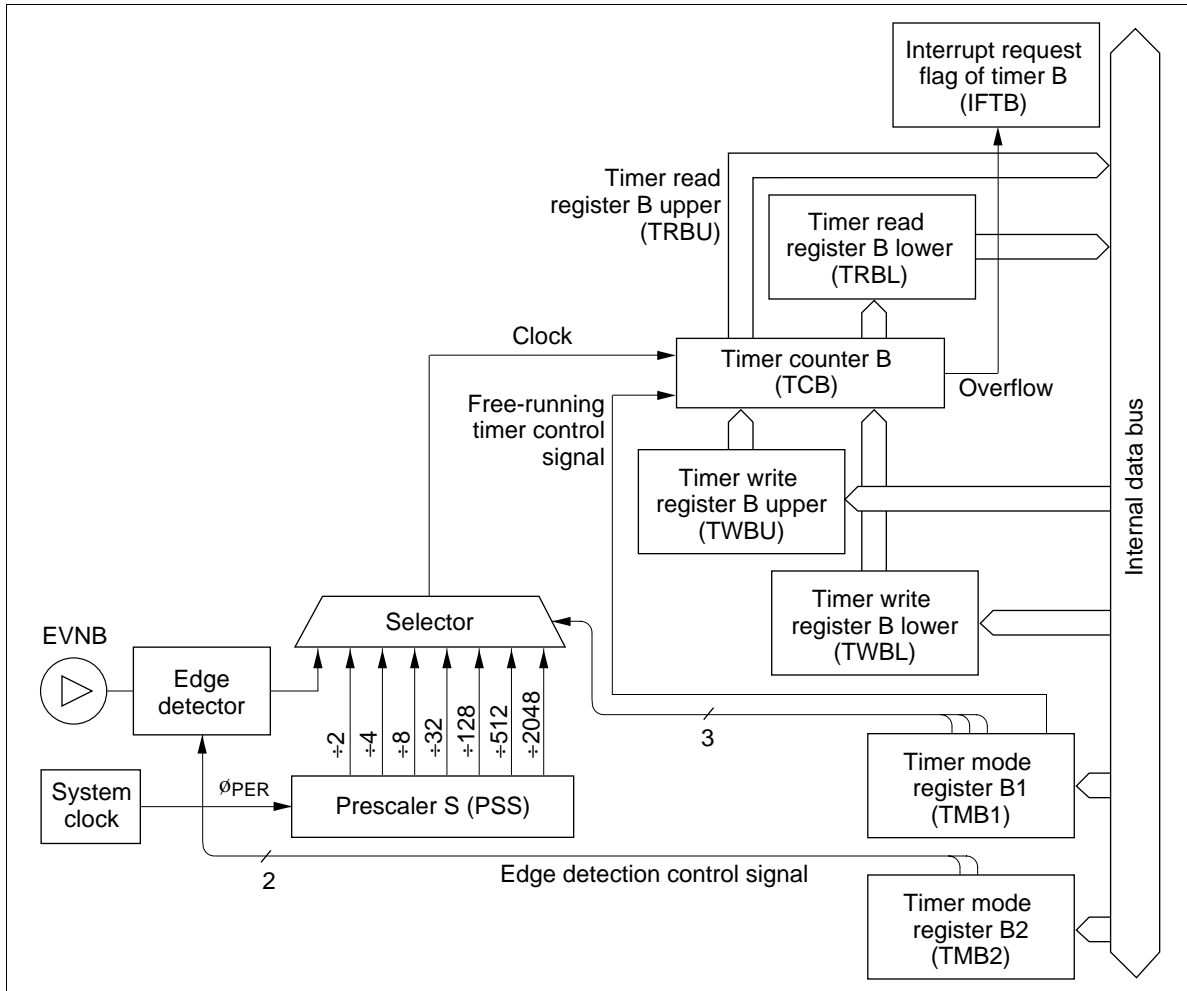 Interrupt request
flag of timer B
(IFTB)
Timer read
register B upper
(TRBU)
Timer read
register B lower
(TRBL)
Clock
Timer counter B
(TCB)
Overflow
Free-running
timer control
signal
Timer write
register B upper
(TWBU)
Internal data bus
Timer write
register B lower
(TWBL)
Selector
EVNB
Edge
detector
÷2
÷4
÷8
÷32
÷128
÷512
÷2048
3
Timer mode
register B1
(TMB1)
System
clock
øPER
Prescaler S (PSS)
2
Edge detection control signal
Timer mode
register B2
(TMB2)